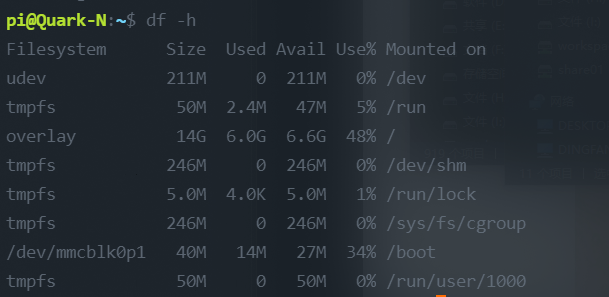 pi@Quark-N:~$ df -h
Filesystem Size Used Avail Use% Mounted on
udev 211M 0 211M 0% /dev
tmpfs 50M 2.4M 47M 5% /run
overlay 14G 6.0G 6.6G 48% /
tmpfs 246M 0 246M 0% /dev/shm
tmpfs 5.0M 4.0K 5.0M 1% /run/lock
tmpfs 246M 0 246M 0% /sys/fs/cgroup
/dev/mmcblk0p1 40M 14M 27M 34% /boot
tmpfs 50M 0 50M 0% /run/user/1000